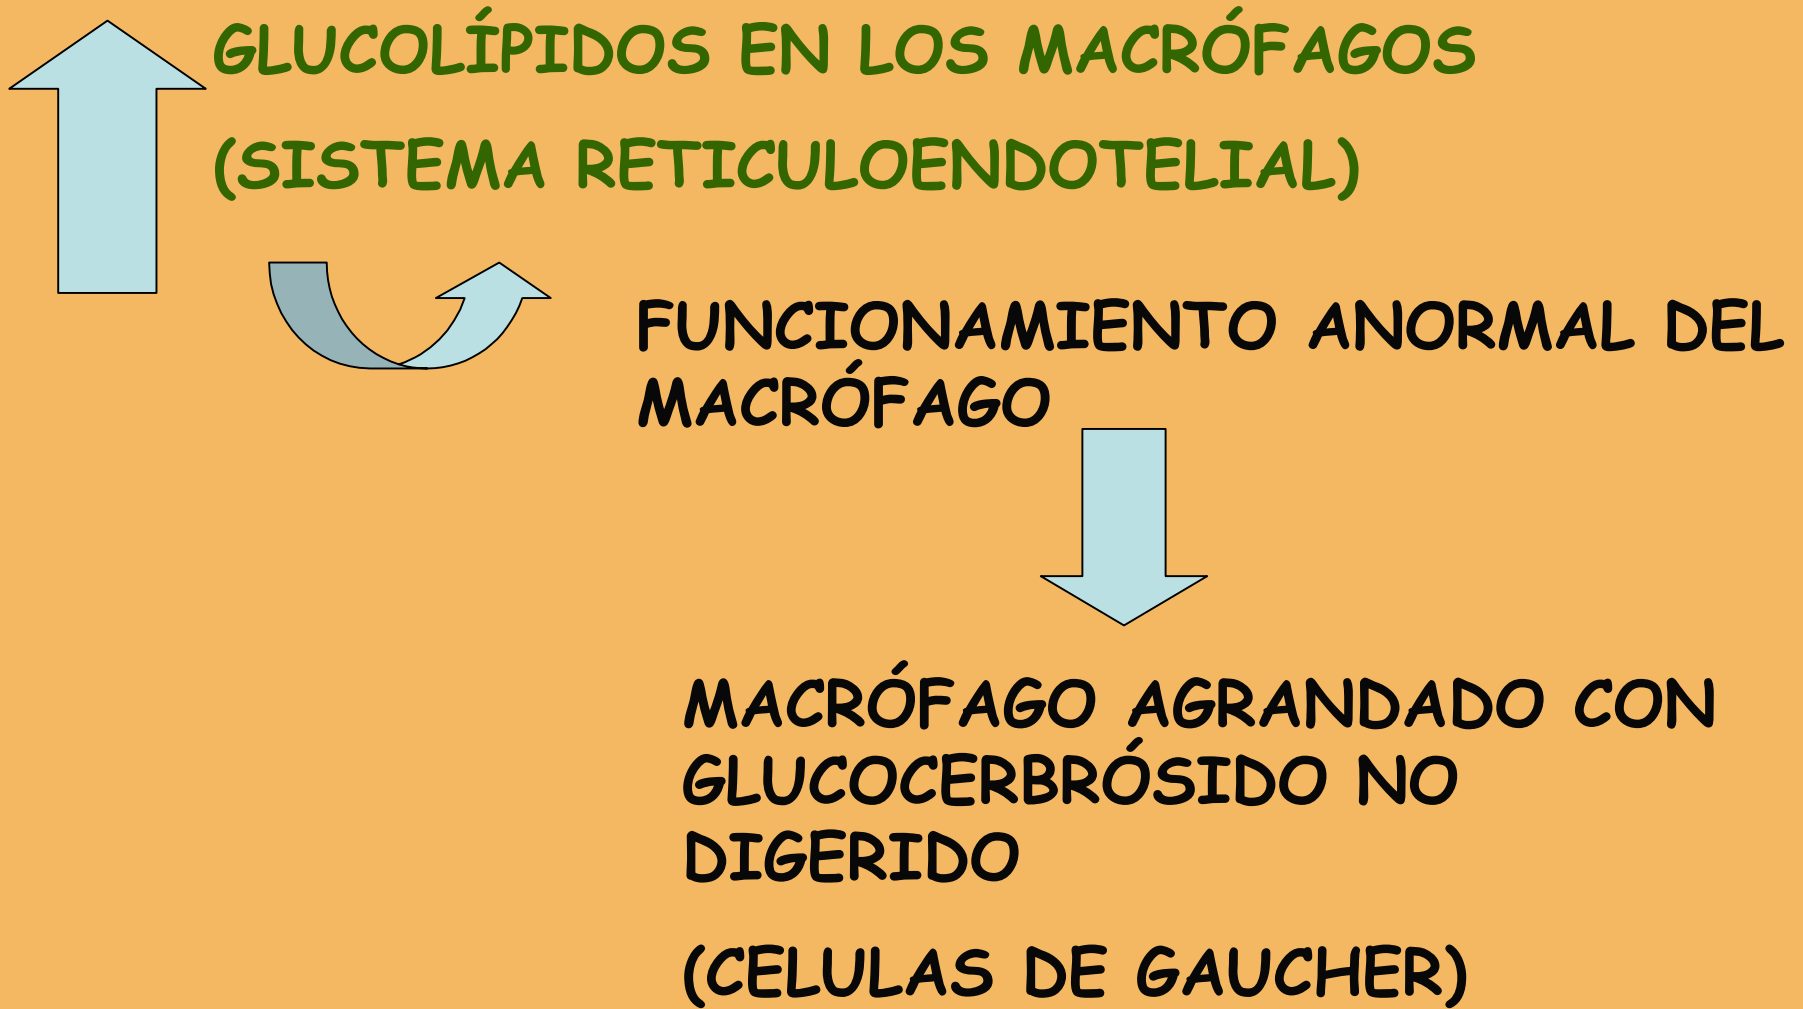 GLUCOLÍPIDOS EN LOS MACRÓFAGOS
(SISTEMA RETICULOENDOTELIAL)
FUNCIONAMIENTO ANORMAL DEL
MACRÓFAGO
MACRÓFAGO AGRANDADO CON
GLUCOCERBRÓSIDO NO
DIGERIDO
(CELULAS DE GAUCHER)